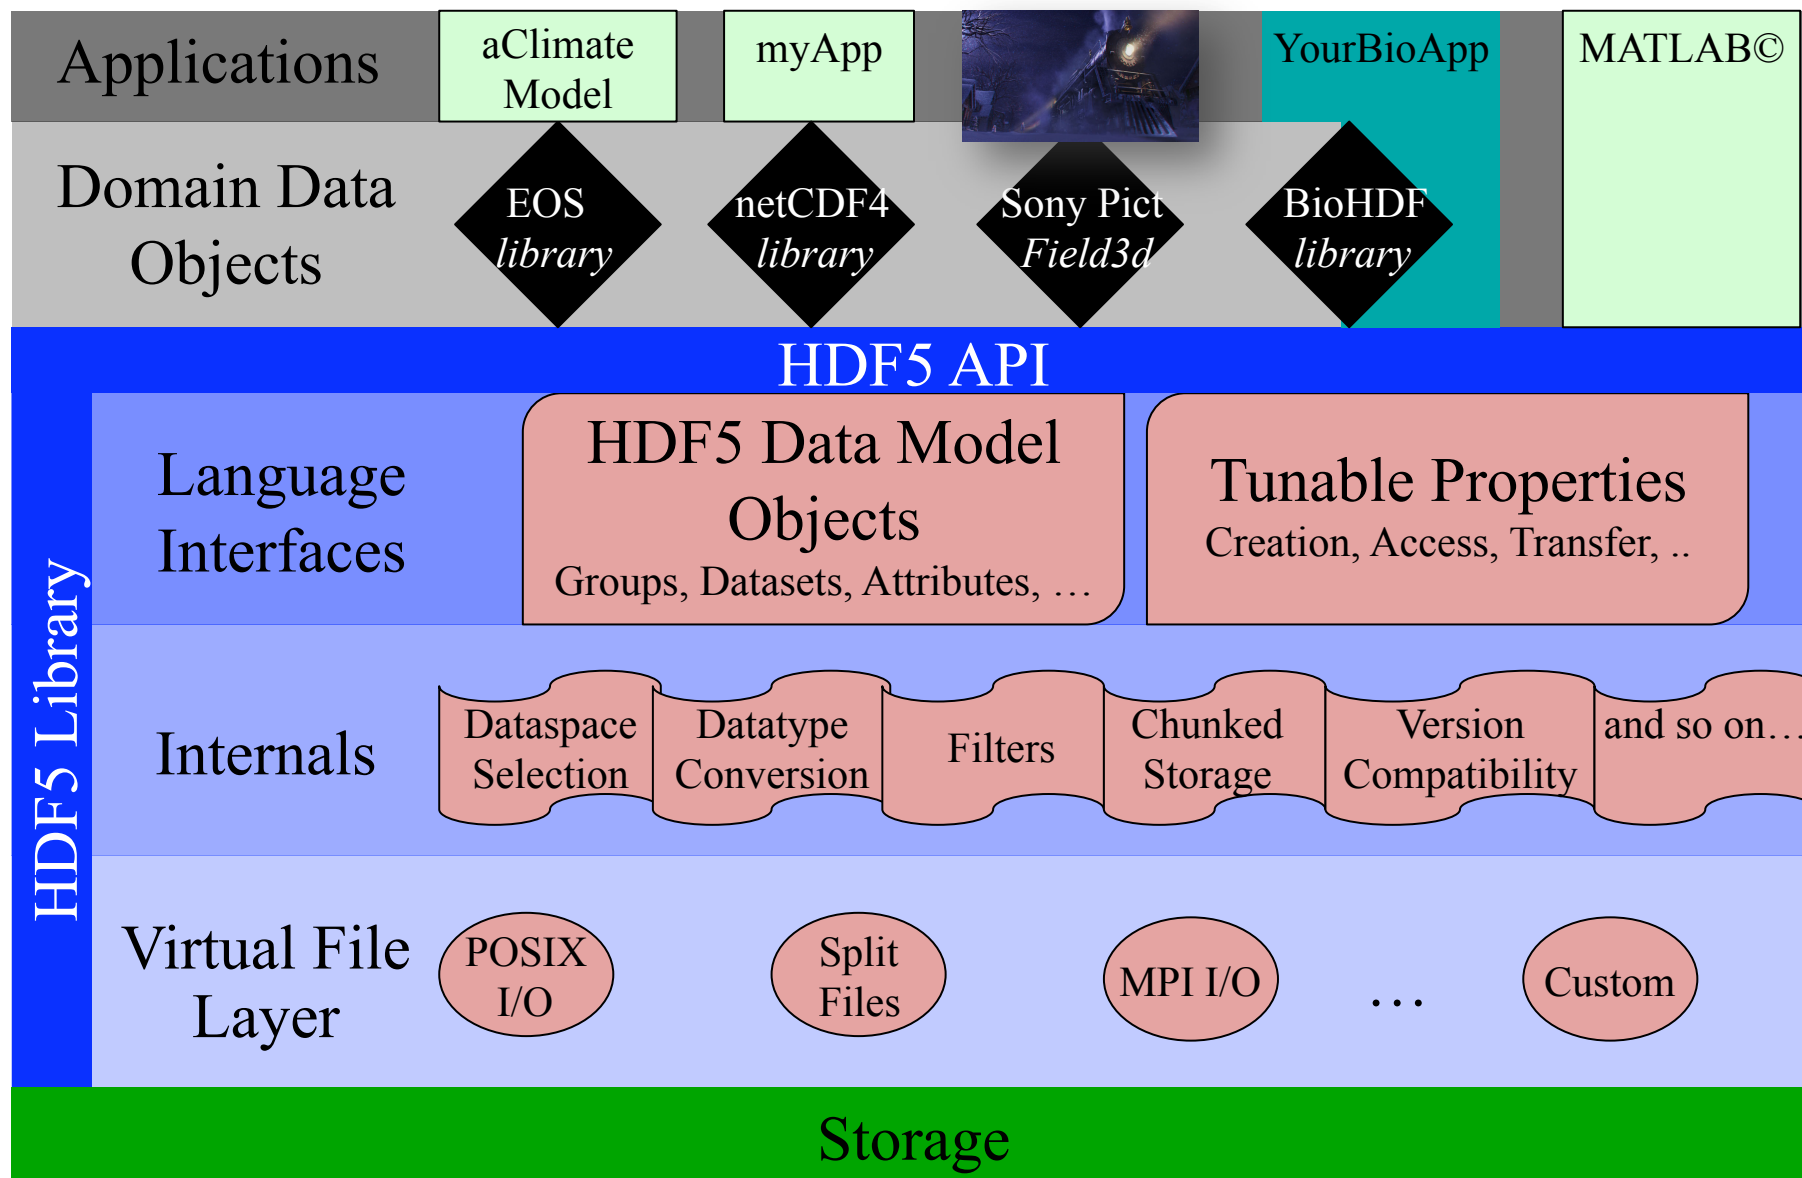 Applications
aClimate
Model
myApp
YourBioApp
MATLAB©
Domain Data
Objects
EOS
library
netCDF4
library
Sony Pict
Field3d
BioHDF
library
HDF5 API
HDF5 Library
Language
Interfaces
HDF5 Data Model
Objects
Groups, Datasets, Attributes, …
Tunable Properties
Creation, Access, Transfer, ..
Internals
Dataspace
Selection
Datatype
Conversion
Filters
Chunked
Storage
Version
Compatibility
and so on…
Virtual File
Layer
POSIX
I/O
Split
Files
MPI I/O
…
Custom
Storage